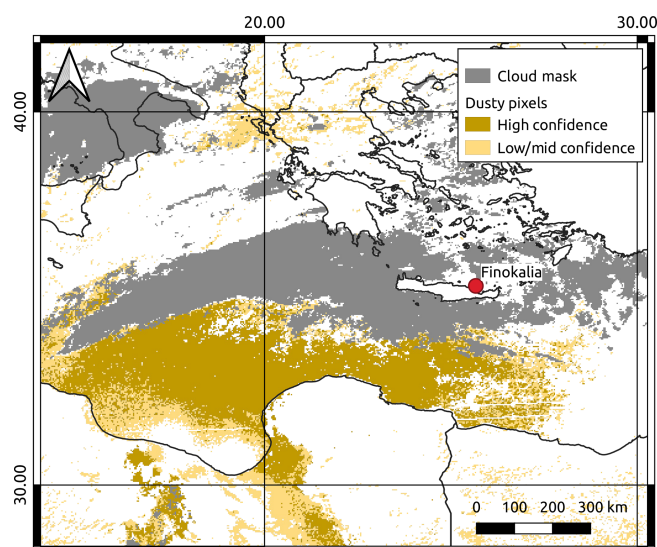 20.00
30.00
40.00
Cloud mask
Dusty pixels
High confidence
Low/mid confidence
Finokalia
30.00
0 100 200 300 km